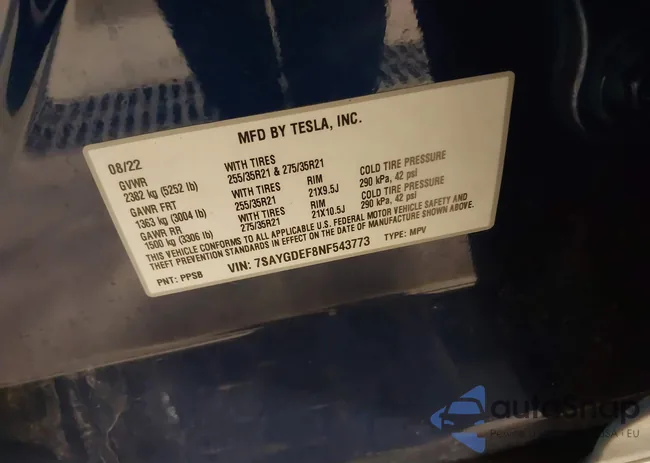 MFD BY TESLA, INC.
08/22
GVWR WITH TIRES COLD TIRE PRESSURE
2382 kg (5252 lb) 255/35R21 & 275/35R21 290 kPa, 42 psi
GAWR FRT WITH TIRES RIM COLD TIRE PRESSURE
1363 kg (3004 lb) 255/35R21 21X9.5J 290 kPa, 42 psi
GAWR RR WITH TIRES RIM
1500 kg (3306 lb) 275/35R21 21X10.5J
THIS VEHICLE CONFORMS TO ALL APPLICABLE U.S. FEDERAL MOTOR VEHICLE SAFETY AND
THEFT PREVENTION STANDARDS IN EFFECT ON THE DATE OF MANUFACTURE SHOWN ABOVE.
PNT: PPSB VIN: 7SAYGDEF8NF543773 TYPE: MPV
autoSnap
EU